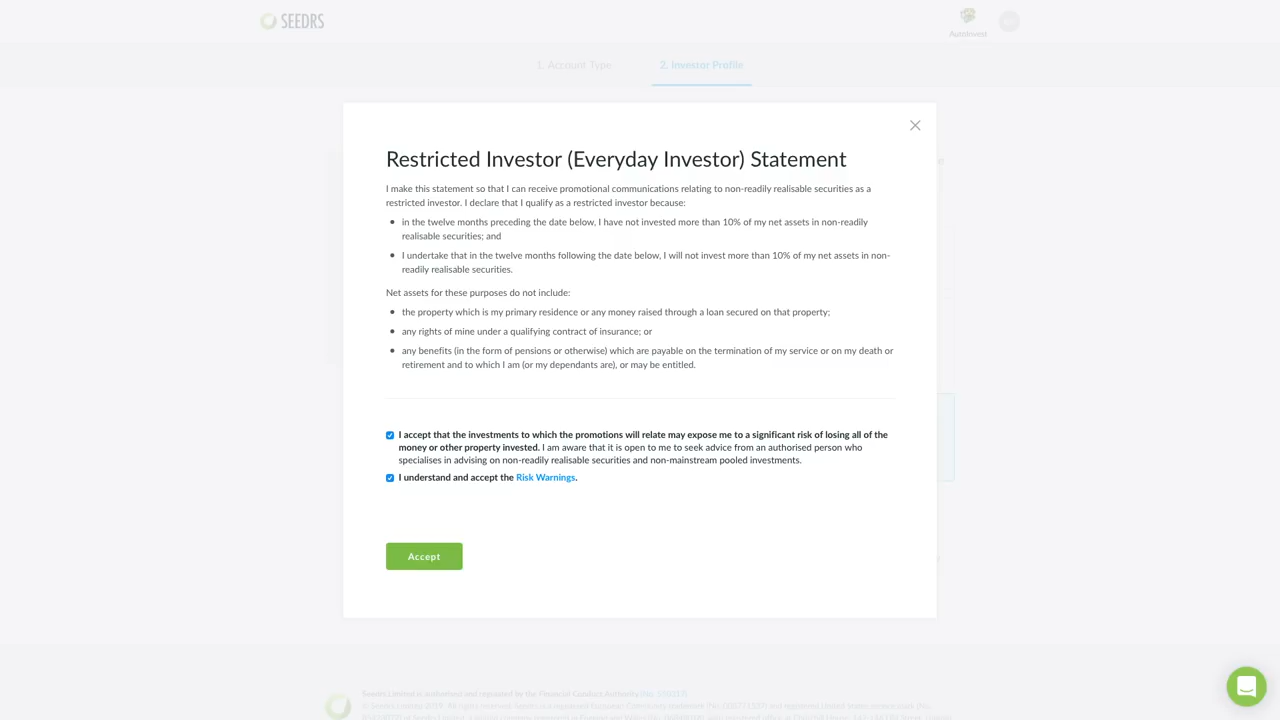 SEEDRS
AutoInvest
1. Account Type
2. Investor Profile
Restricted Investor (Everyday Investor) Statement
I make this statement so that I can receive promotional communications relating to non-readily realisable securities as a
restricted investor. I declare that I qualify as a restricted investor because:
in the twelve months preceding the date below, I have not invested more than 10% of my net assets in non-readily
realisable securities; and
I undertake that in the twelve months following the date below, I will not invest more than 10% of my net assets in non-
readily realisable securities.
Net assets for these purposes do not include:
the property which is my primary residence or any money raised through a loan secured on that property;
any rights of mine under a qualifying contract of insurance; or
any benefits (in the form of pensions or otherwise) which are payable on the termination of my service or on my death or
retirement and to which I am (or my dependants are), or may be entitled.
I accept that the investments to which the promotions will relate may expose me to a significant risk of losing all of the
money or other property invested. I am aware that it is open to me to seek advice from an authorised person who
specialises in advising on non-readily realisable securities and non-mainstream pooled investments.
I understand and accept the Risk Warnings.
Accept
Seedrs Limited is authorised and regulated by the Financial Conduct Authority